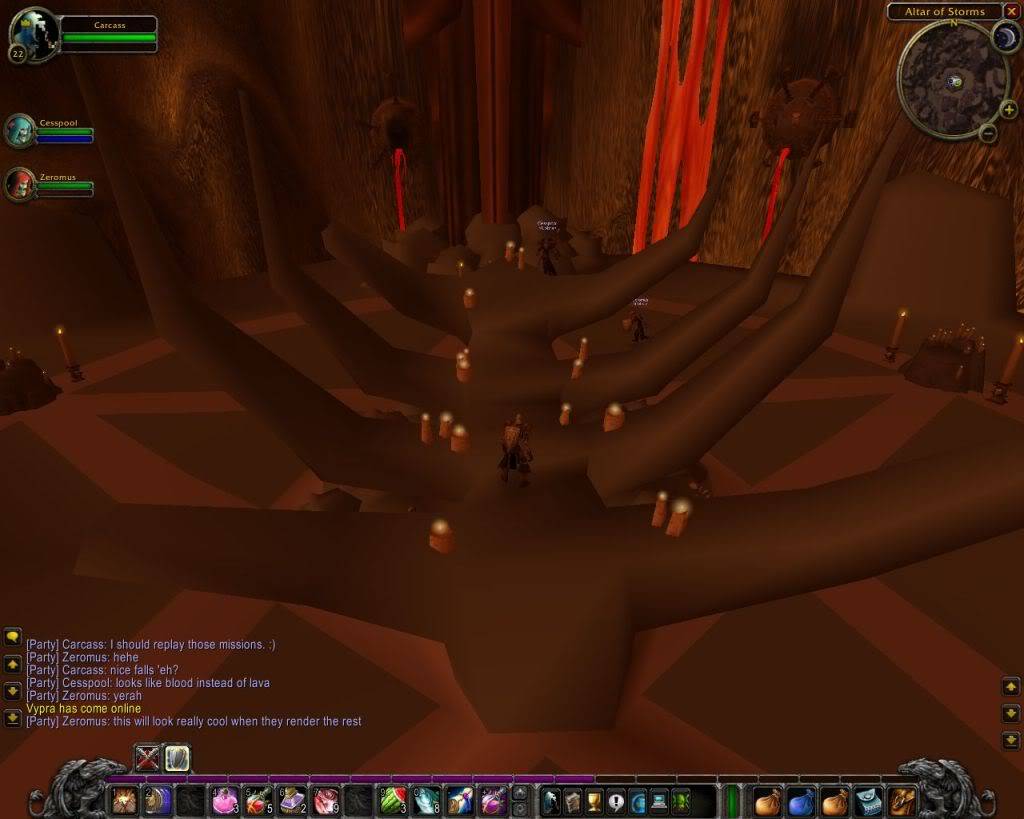 Carcass
22
Cesspool
Zeromus
Altar of Storms
N
Cesspool
[Party] Carcass: I should replay those missions. :)
[Party] Zeromus: hehe
[Party] Carcass: nice falls 'eh?
[Party] Cesspool: looks like blood instead of lava
[Party] Zeromus: yerah
Vypra has come online
[Party] Zeromus: this will look really cool when they render the rest